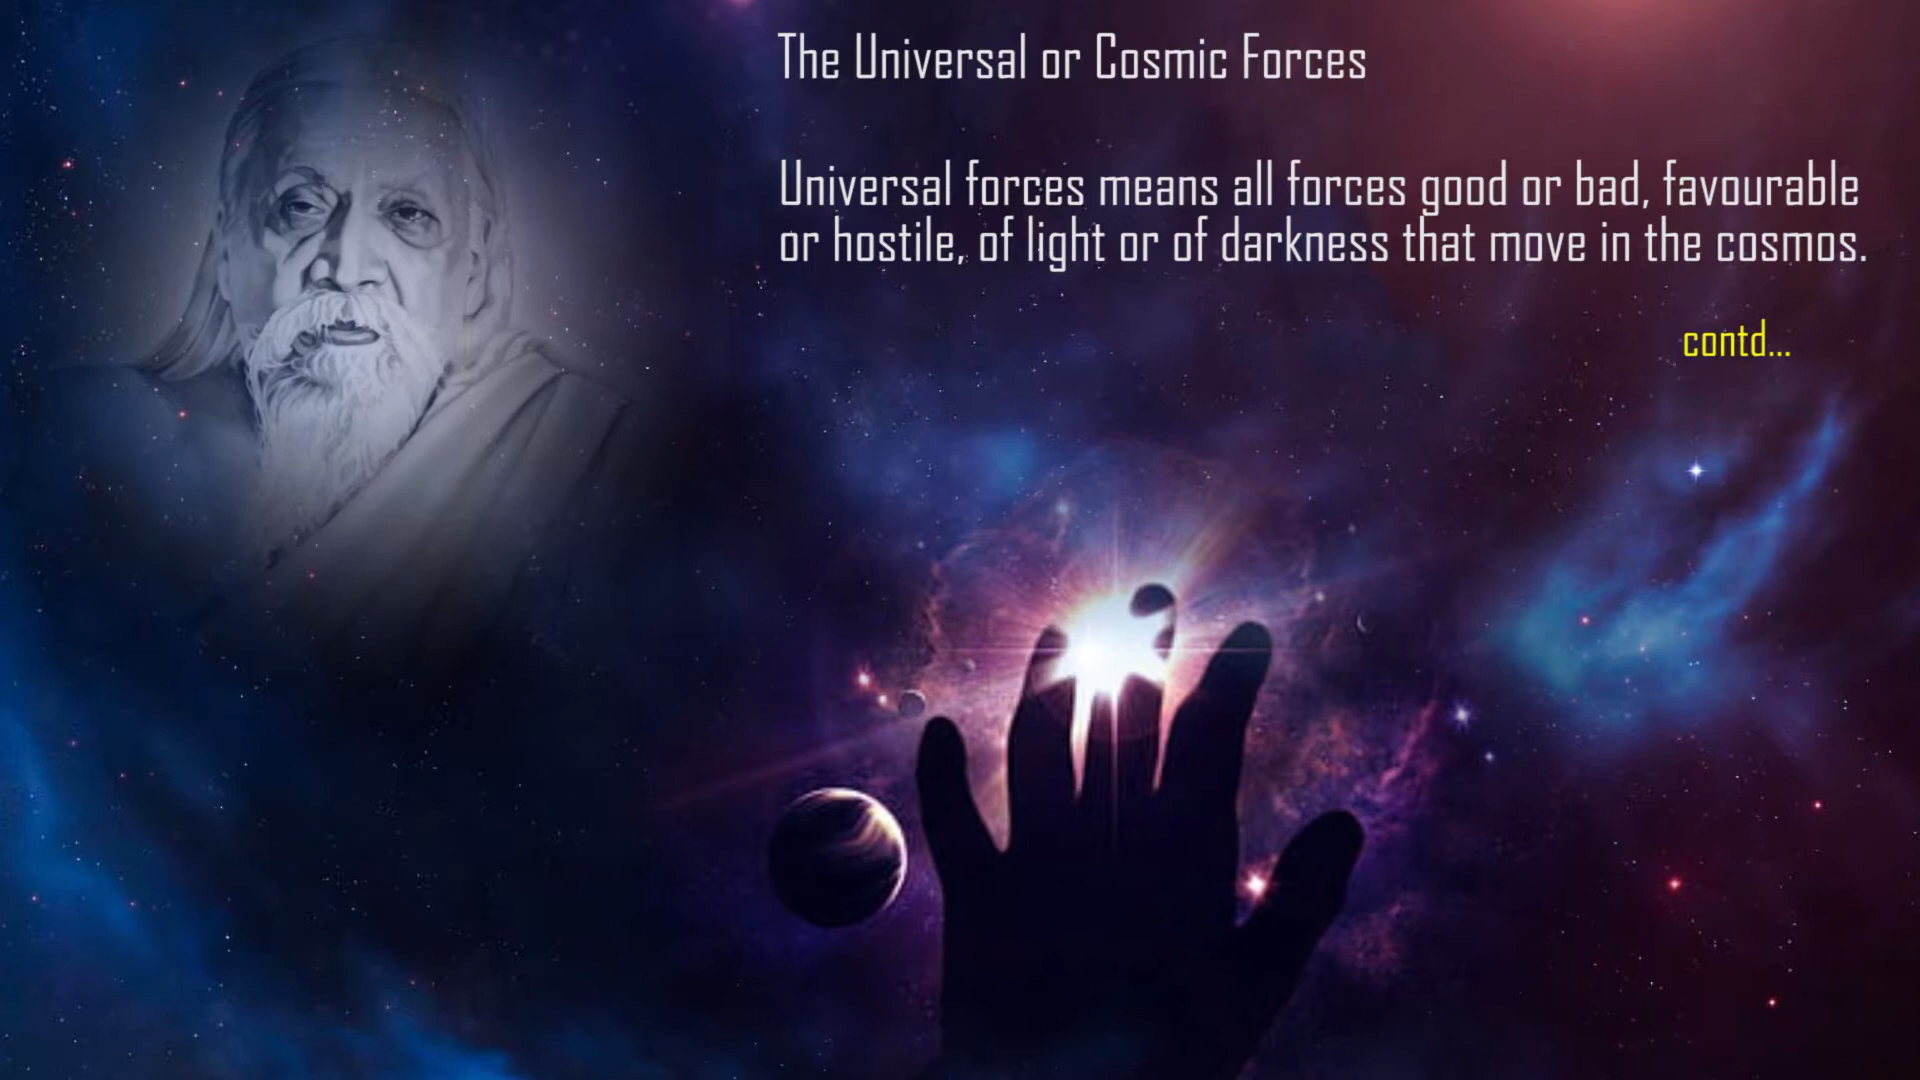 The Universal or Cosmic Forces
Universal forces means all forces good or bad, favourable
or hostile, of light or of darkness that move in the cosmos.
contd...